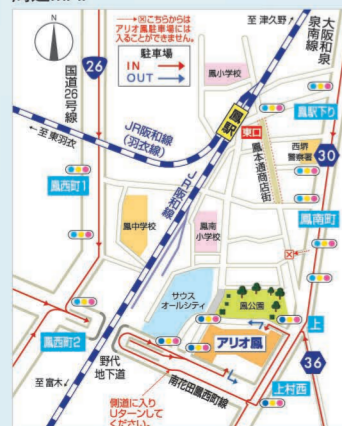 至 津久野
大阪和泉泉南線
→☒こちらからは
アリオ鳳駐車場には
入ることができません。
N
駐車場
IN
OUT
26
国道26号線
鳳小学校
鳳駅
鳳駅下り
東口
西堺
警察署
30
鳳本通商店街
JR阪和線
(羽衣線)
←至東羽衣
JR阪和線
鳳西町1
鳳中学校
鳳南
小学校
鳳南町
サウス
オールシティ
鳳公園
上
アリオ鳳
鳳西町2
野代
地下道
36
上村西
至 富木
南花田鳳西町線
側道に入り
Uターンして
ください。